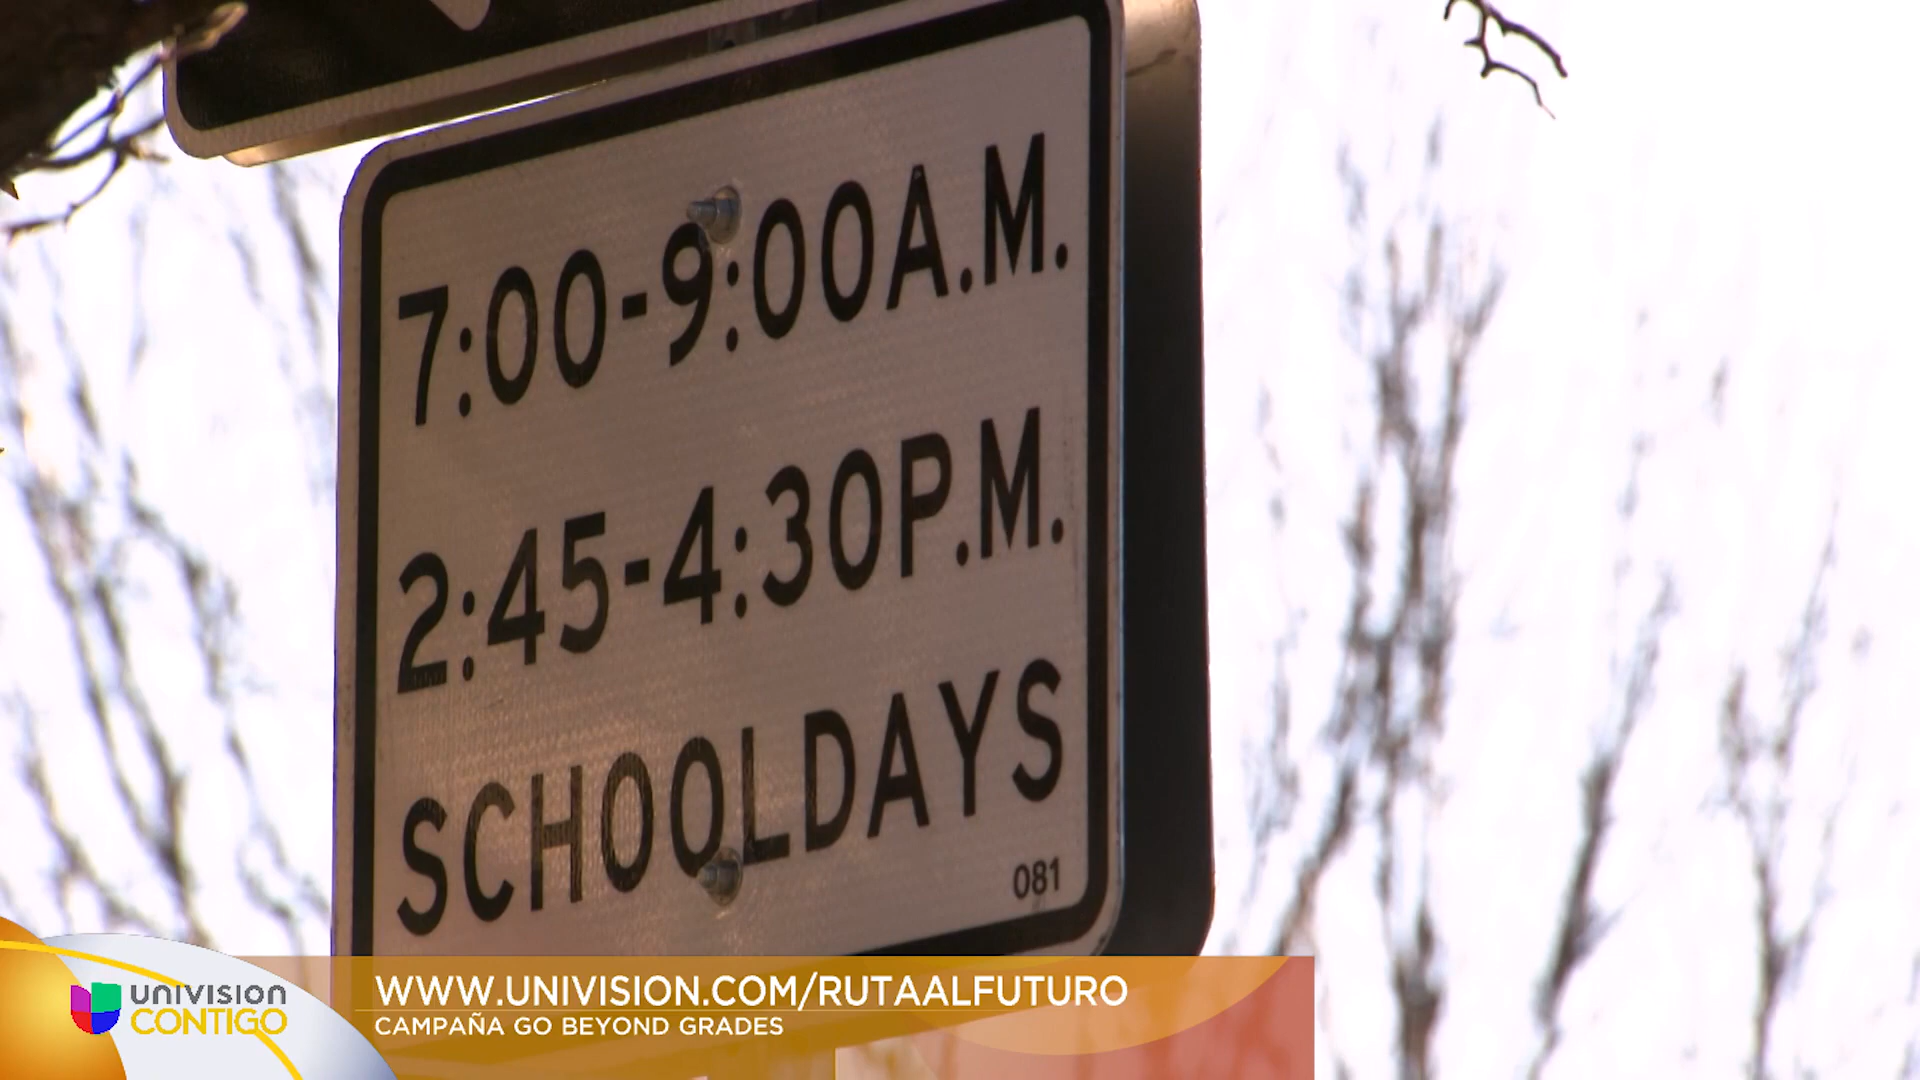 7:00-9:00A.M.
2:45-4:30P.M.
SCHOOLDAYS
081
WWW.UNIVISION.COM/RUTAALFUTURO
CAMPAÑA GO BEYOND GRADES
UNIVISION
CONTIGO